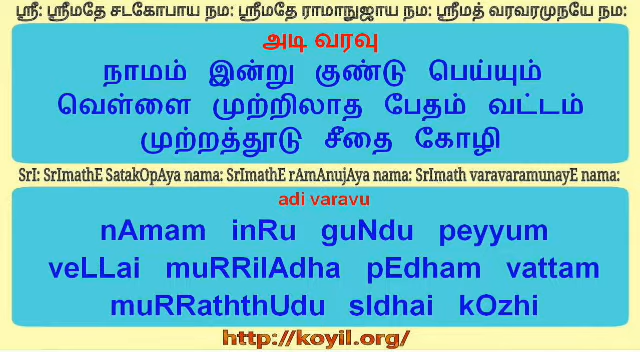 ஸ்ரீ: ஸ்ரீமதே சடகோபாய நம: ஸ்ரீமதே ராமாநுஜாய நம: ஸ்ரீமத் வரவரமுநயே நம:
அடி வரவு
நாமம் இன்று குண்டு பெய்யும்
வெள்ளை முற்றிலாத பேதம் வட்டம்
முற்றத்தூடு சீதை கோழி
SrI: SrImathE SatakOpAya nama: SrImathE rAmAnujAya nama: SrImath varavaramunayE nama:
adi varavu
nAmam inRu guNdu peyyum
veLLai muRRilAdha pEdham vattam
muRRaththUdu sIdhai kOzhi
http://koyil.org/